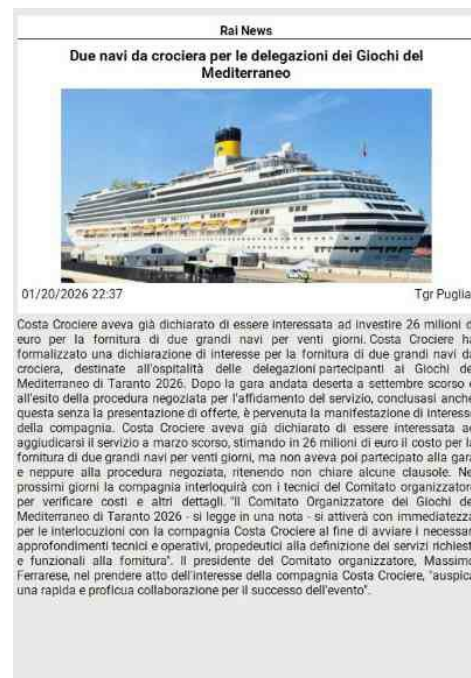 Rai News
Due navi da crociera per le delegazioni dei Giochi del
Mediterraneo
01/20/2026 22:37
Tgr Puglia
Costa Crociere aveva già dichiarato di essere interessata ad investire 26 milioni d
euro per la fornitura di due grandi navi per venti giorni. Costa Crociere ha
formalizzato una dichiarazione di interesse per la fornitura di due grandi navi da
crociera, destinate all'ospitalità delle delegazioni partecipanti ai Giochi de
Mediterraneo di Taranto 2026. Dopo la gara andata deserta a settembre scorso e
all'esito della procedura negoziata per l'affidamento del servizio, conclusasi anche
questa senza la presentazione di offerte, è pervenuta la manifestazione di interesse
della compagnia. Costa Crociere aveva già dichiarato di essere interessata ad
aggiudicarsi il servizio a marzo scorso, stimando in 26 milioni di euro il costo per la
fornitura di due grandi navi per venti giorni, ma non aveva poi partecipato alla gara
e neppure alla procedura negoziata, ritenendo non chiare alcune clausole. Nei
prossimi giorni la compagnia interloquirà con i tecnici del Comitato organizzatore
per verificare costi e altri dettagli. "Il Comitato Organizzatore dei Giochi del
Mediterraneo di Taranto 2026 - si legge in una nota - si attiverà con immediatezza
per le interlocuzioni con la compagnia Costa Crociere al fine di avviare i necessari
approfondimenti tecnici e operativi, propedeutici alla definizione dei servizi richiesti
e funzionali alla fornitura". Il presidente del Comitato organizzatore, Massimo
Ferrarese, nel prendere atto dell'interesse della compagnia Costa Crociere, "auspica
una rapida e proficua collaborazione per il successo dell'evento".